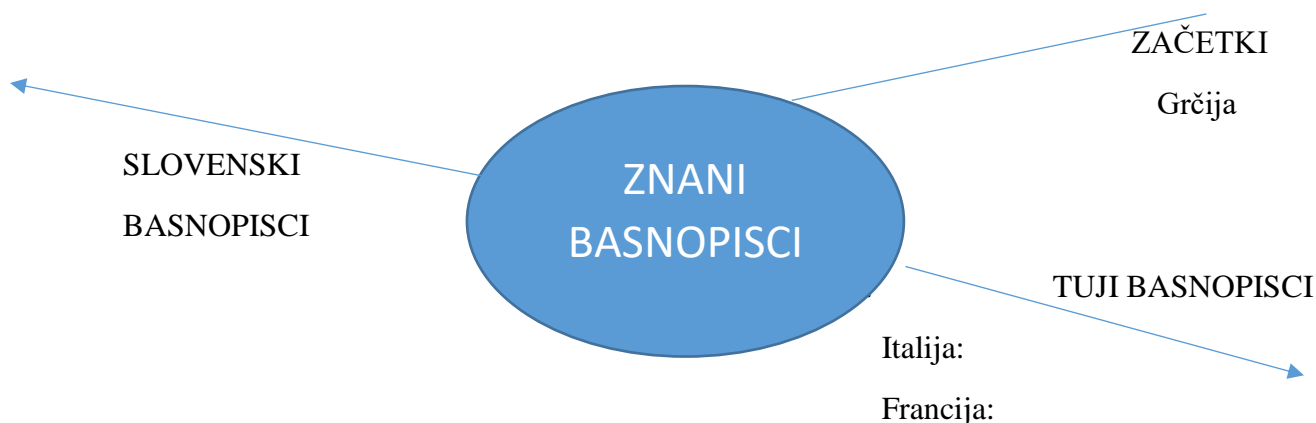 ZAČETKI
Grčija
SLOVENSKI
BASNOPISCI
ZNANI
BASNOPISCI
TUJI BASNOPISCI
Italija:
Francija: